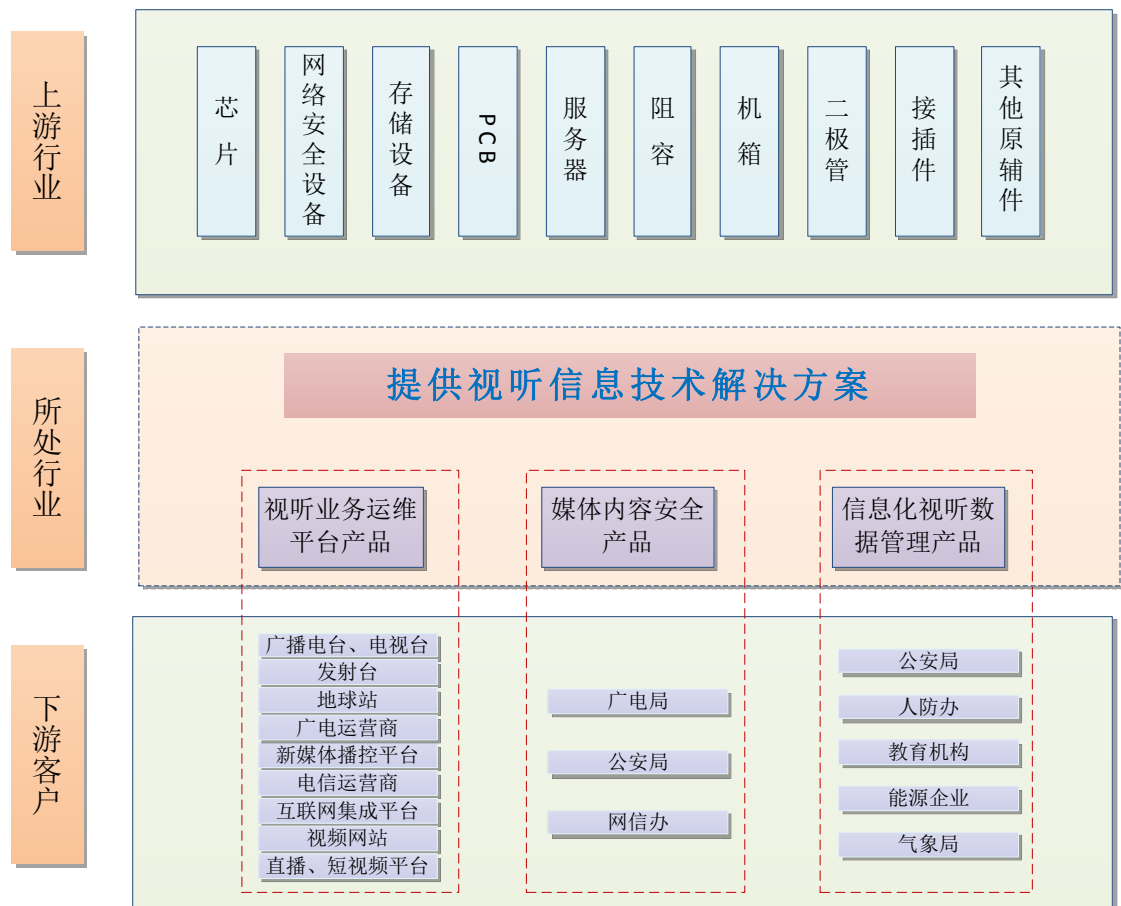 上游行业
芯片
网络安全设备
存储设备
PCB
服务器
阻容
机箱
二极管
接插件
其他原辅件
所处行业
提供视听信息技术解决方案
视听业务运维
平台产品
媒体内容安全
产品
信息化视听数
据管理产品
下游客户
广播电台、电视台
发射台
地球站
广电运营商
新媒体播控平台
电信运营商
互联网集成平台
视频网站
直播、短视频平台
广电局
公安局
网信办
公安局
人防办
教育机构
能源企业
气象局